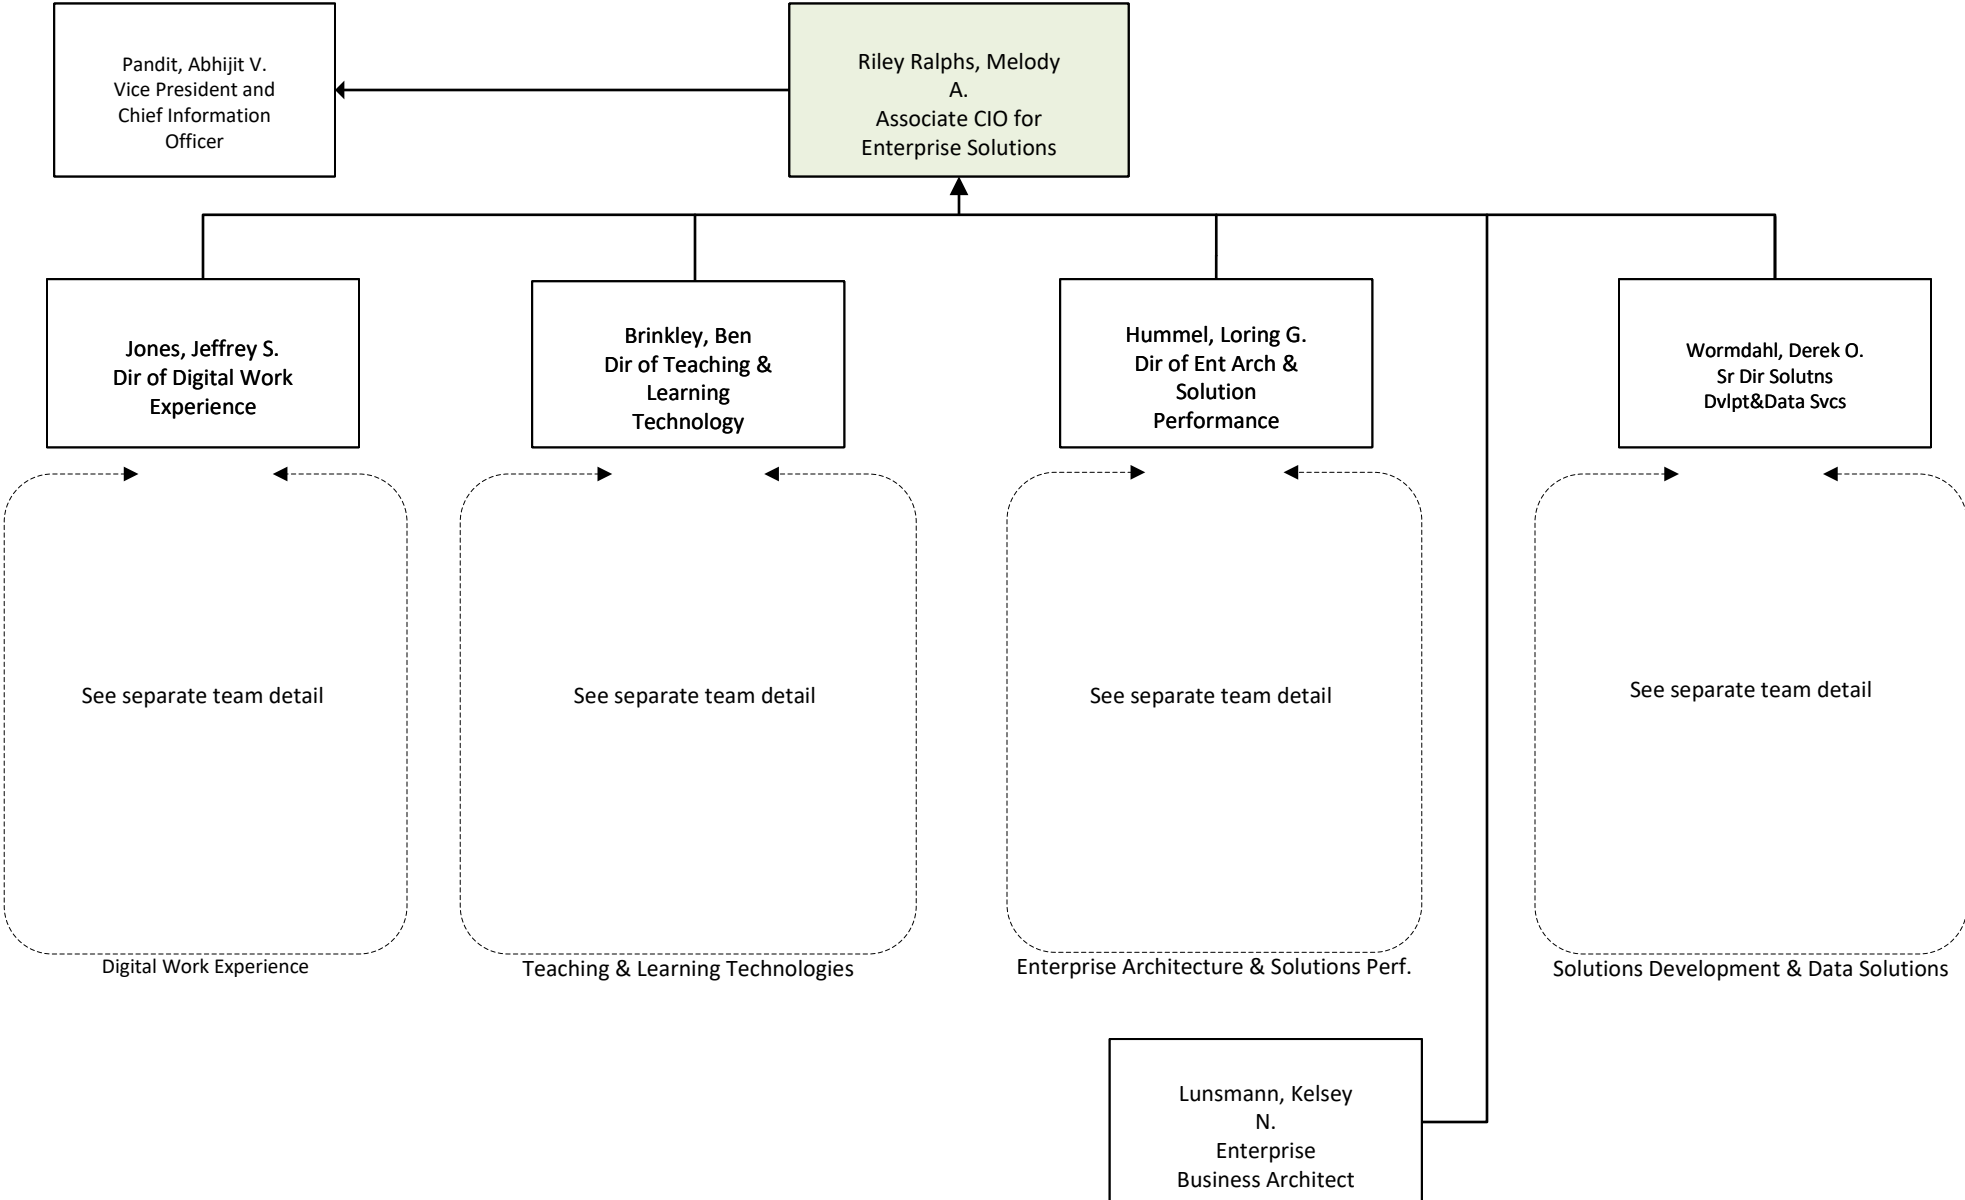 Pandit, Abhijit V.
Vice President and
Chief Information
Officer
Riley Ralphs, Melody
A.
Associate CIO for
Enterprise Solutions
Jones, Jeffrey S.
Dir of Digital Work
Experience
Brinkley, Ben
Dir of Teaching &
Learning
Technology
Hummel, Loring G.
Dir of Ent Arch &
Solution
Performance
Wormdahl, Derek O.
Sr Dir Solutns
Dvlpt&Data Svcs
See separate team detail
See separate team detail
See separate team detail
See separate team detail
Digital Work Experience
Teaching & Learning Technologies
Enterprise Architecture & Solutions Perf.
Solutions Development & Data Solutions
Lunsmann, Kelsey
N.
Enterprise
Business Architect